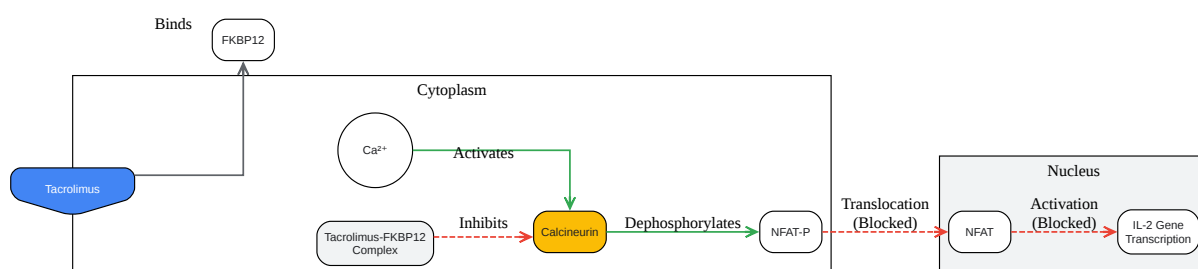 Binds
FKBP12
Cytoplasm
Ca²⁺
Activates
Tacrolimus
Nucleus
Tacrolimus-FKBP12
Complex
Inhibits
Calcineurin
Dephosphorylates
NFAT-P
Translocation
(Blocked)
NFAT
Activation
(Blocked)
IL-2 Gene
Transcription